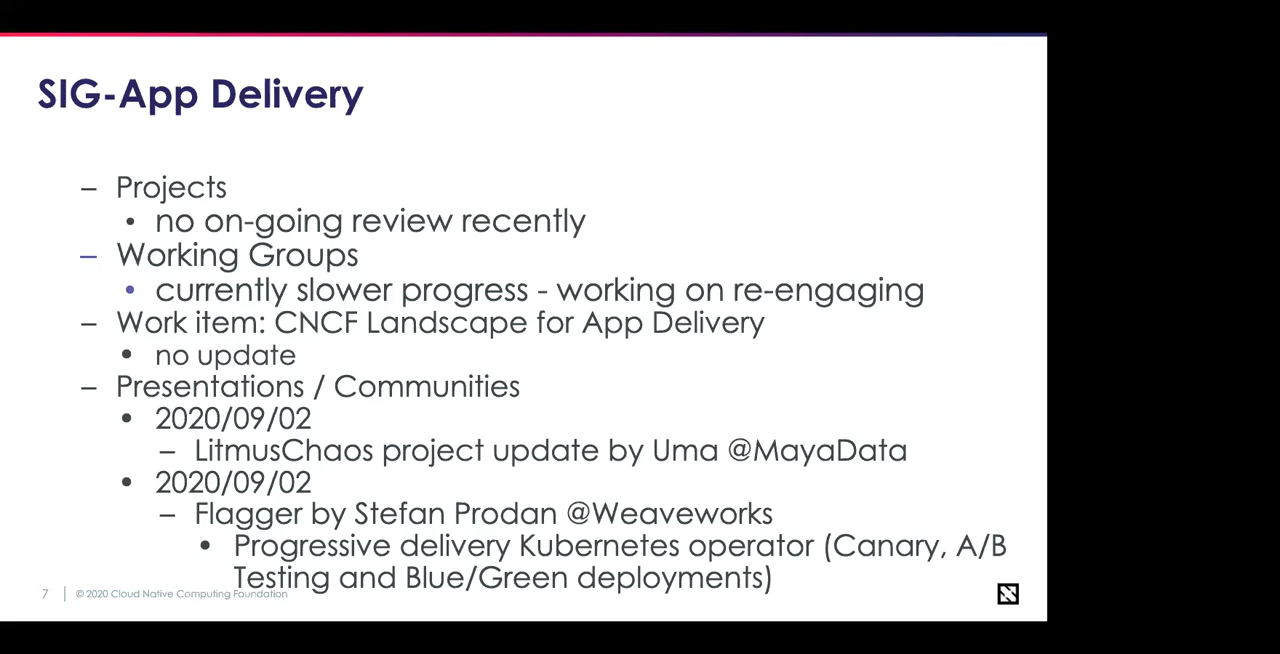 SIG-App Delivery
– Projects
• no on-going review recently
– Working Groups
• currently slower progress - working on re-engaging
– Work item: CNCF Landscape for App Delivery
• no update
– Presentations / Communities
• 2020/09/02
– LitmusChaos project update by Uma @MayaData
• 2020/09/02
– Flagger by Stefan Prodan @Weaveworks
• Progressive delivery Kubernetes operator (Canary, A/B
Testing and Blue/Green deployments)
7 | © 2020 Cloud Native Computing Foundation